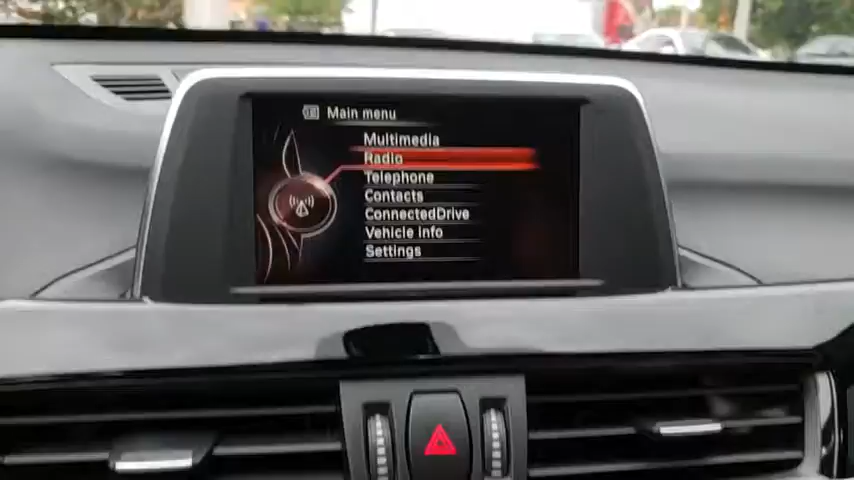 Main menu
Multimedia
Radio
Telephone
Contacts
ConnectedDrive
Vehicle info
Settings